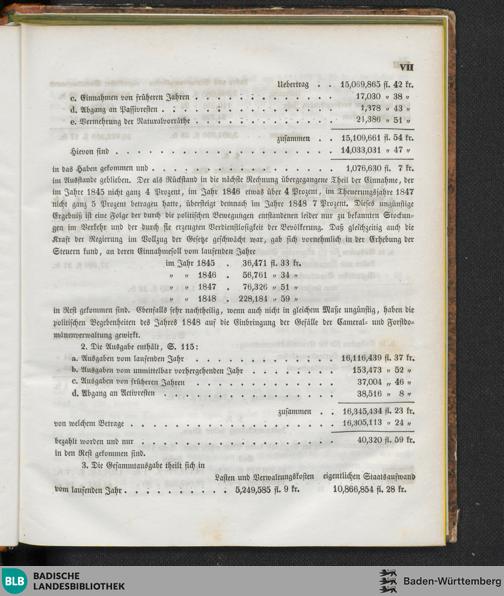 VII
Uebertrag . . 15,069,865 fl. 42 kr.
c. Einnahmen von früheren Jahren . . . . . . . . . . 17,030 „ 38 „
d. Abgang an Passivresten . . . . . . . . . . . . 1,378 „ 43 „
e. Vermehrung der Naturalvorräthe . . . . . . . . . . 21,386 „ 51 „
zusammen . . 15,109,661 fl. 54 kr.
Hievon sind . . . . . . . . . . . . . . . . 14,033,031 „ 47 „
in das Haben gekommen und . . . . . . . . . . . . . 1,076,630 fl. 7 kr.
im Ausstande geblieben. Der als Rückstand in die nächste Rechnung übergegangene Theil der Einnahme, der
im Jahre 1845 nicht ganz 4 Prozent, im Jahr 1846 etwas über 4 Prozent, im Theuerungsjahre 1847
nicht ganz 5 Prozent betragen hatte, übersteigt demnach im Jahr 1848 7 Prozent. Dieses ungünstige
Ergebniß ist eine Folge der durch die politischen Bewegungen entstandenen leider nur zu bekannten Stockun-
gen im Verkehr und der durch sie erzeugten Verdienstlosigkeit der Bevölkerung. Daß gleichzeitig auch die
Kraft der Regierung im Vollzug der Gesetze geschwächt war, gab sich vornehmlich in der Erhebung der
Steuern kund, an deren Einnahmesoll vom laufenden Jahre
im Jahr 1845 . 36,471 fl. 33 kr.
„ „ 1846 . 56,761 „ 34 „
„ „ 1847 . 76,326 „ 51 „
„ „ 1848 . 228,184 „ 59 „
in Rest gekommen sind. Ebenfalls sehr nachtheilig, wenn auch nicht in gleichem Maße ungünstig, haben die
politischen Begebenheiten des Jahrs 1848 auf die Einbringung der Gefälle der Cameral- und Forstdo-
mänenverwaltung gewirkt.
2. Die Ausgabe enthält, S. 115:
a. Ausgaben vom laufenden Jahr . . . . . . . . . . 16,116,439 fl. 37 kr.
b. Ausgaben vom unmittelbar vorhergehenden Jahr . . . . . . 153,473 „ 52 „
c. Ausgaben von früheren Jahren . . . . . . . . . . 37,004 „ 46 „
d. Abgang an Activresten . . . . . . . . . . . . 38,516 „ 8 „
zusammen . . 16,345,434 fl. 23 kr.
von welchem Betrage . . . . . . . . . . . . . . 16,305,113 „ 24 „
bezahlt worden und nur . . . . . . . . . . . . . . 40,320 fl. 59 kr.
in den Rest gekommen sind.
3. Die Gesammtausgabe theilt sich in
Lasten und Verwaltungskosten eigentlichen Staatsaufwand
vom laufenden Jahr . . . . . . . . . 5,249,585 fl. 9 kr. 10,866,854 fl. 28 kr.
BLB BADISCHE
LANDESBIBLIOTHEK
Baden-Württemberg